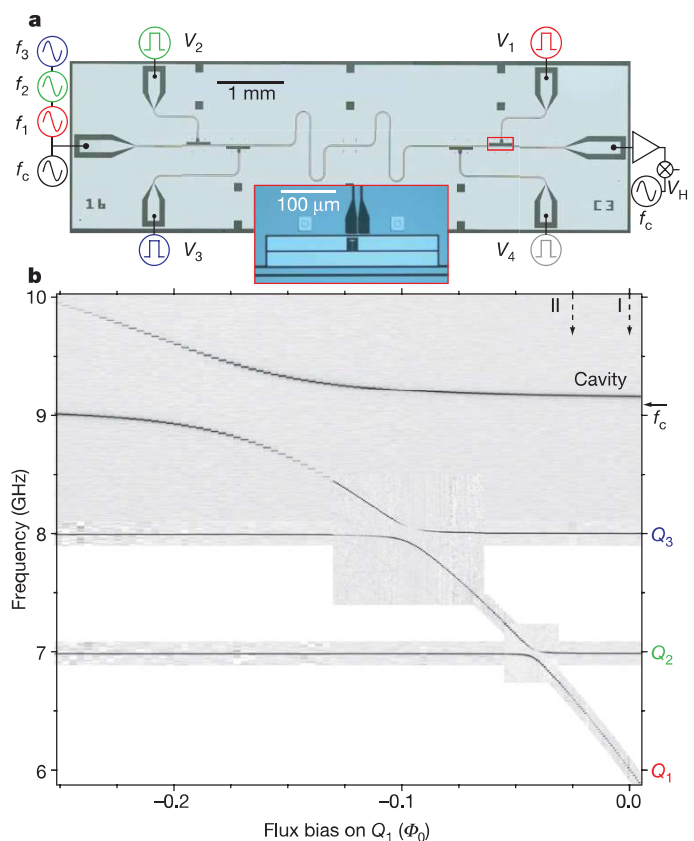 a
f3
f2
f1
fc
V2
V1
1 mm
16
C3
100 μm
VH
fc
V3
V4
b
10
9
8
7
6
Frequency (GHz)
II
I
Cavity
fc
Q3
Q2
Q1
−0.2
−0.1
0.0
Flux bias on Q1 (Φ0)